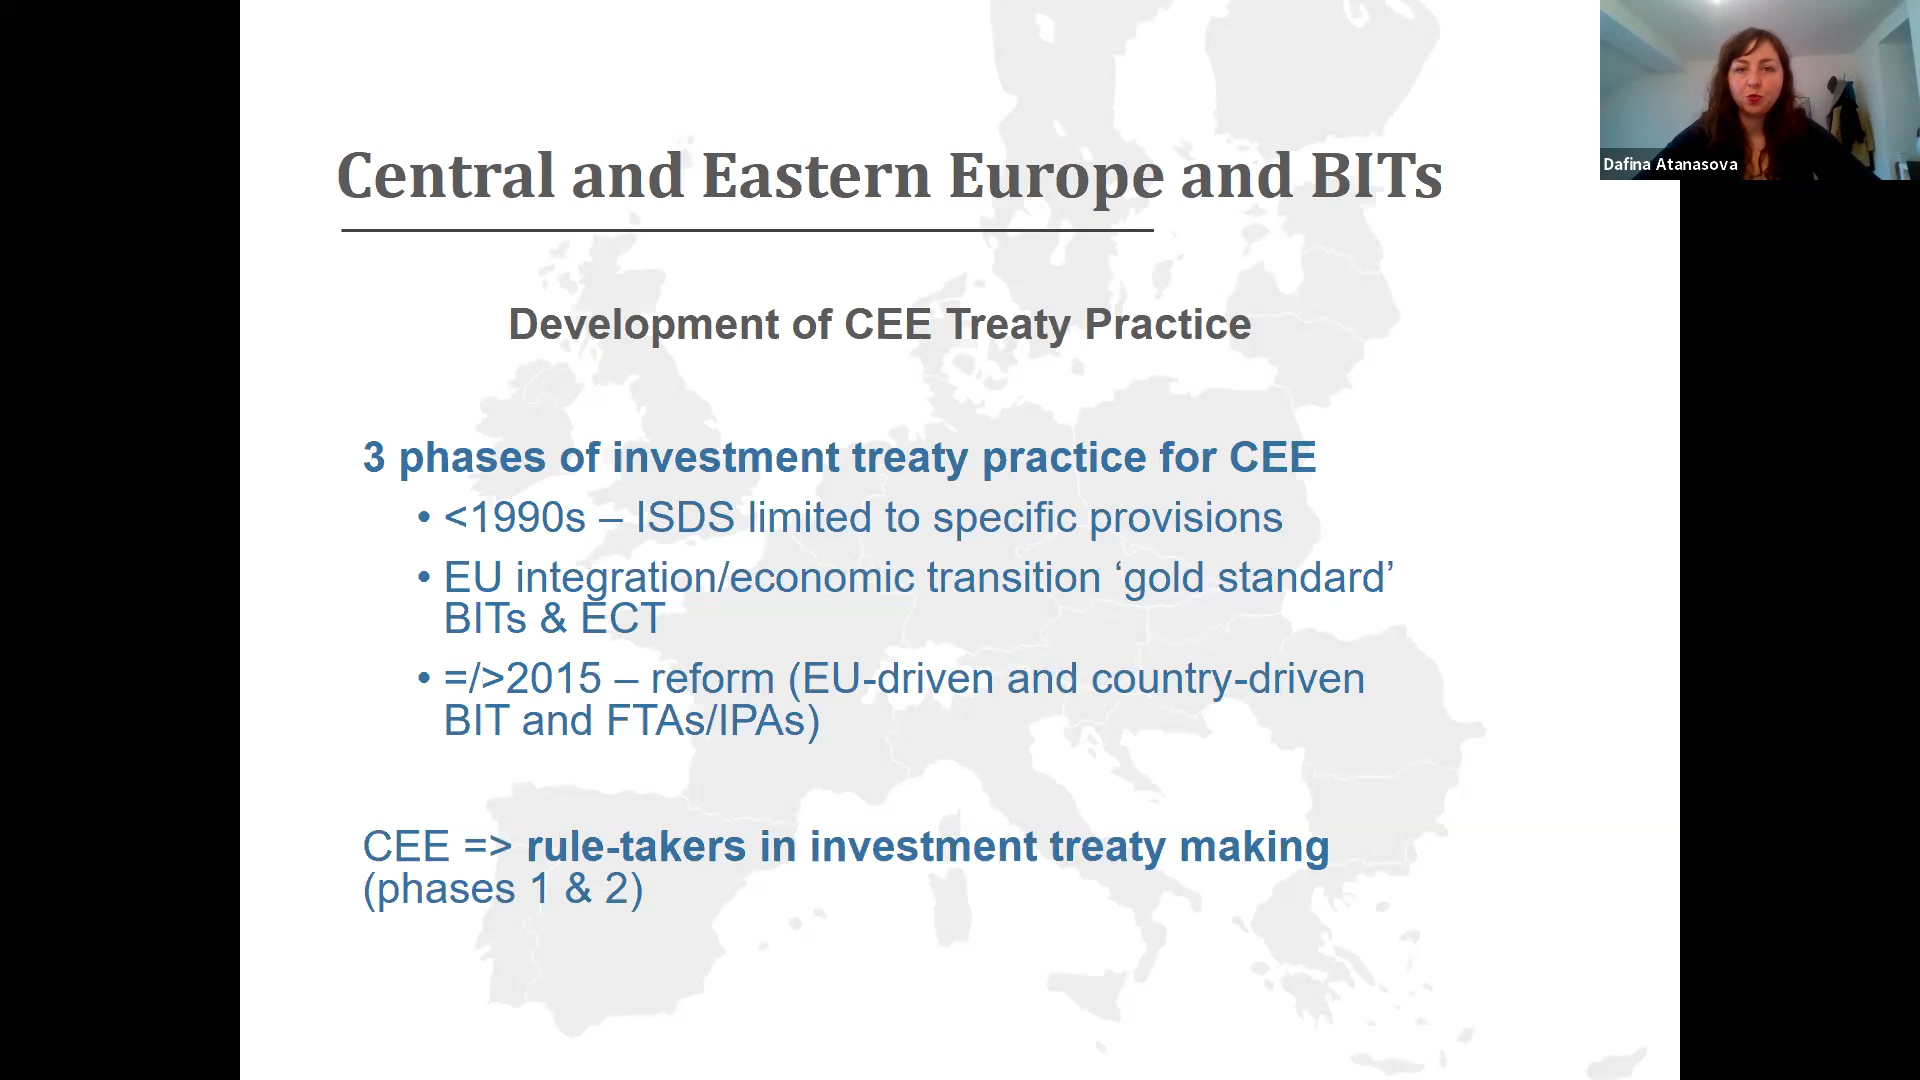 Central and Eastern Europe and BITs
Dafina Atanasova
Development of CEE Treaty Practice
3 phases of investment treaty practice for CEE
• <1990s – ISDS limited to specific provisions
• EU integration/economic transition ‘gold standard’
BITs & ECT
• =/>2015 – reform (EU-driven and country-driven
BIT and FTAs/IPAs)
CEE => rule-takers in investment treaty making
(phases 1 & 2)